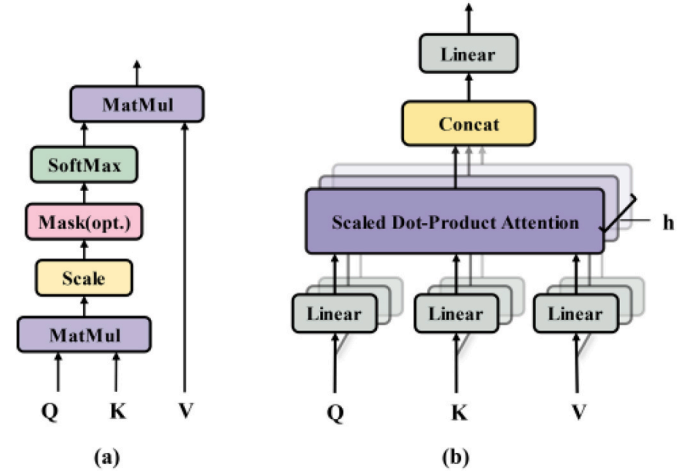 MatMul
SoftMax
Mask(opt.)
Scale
MatMul
Q K V
(a)
Linear
Concat
Scaled Dot-Product Attention
h
Linear Linear Linear
Q K V
(b)